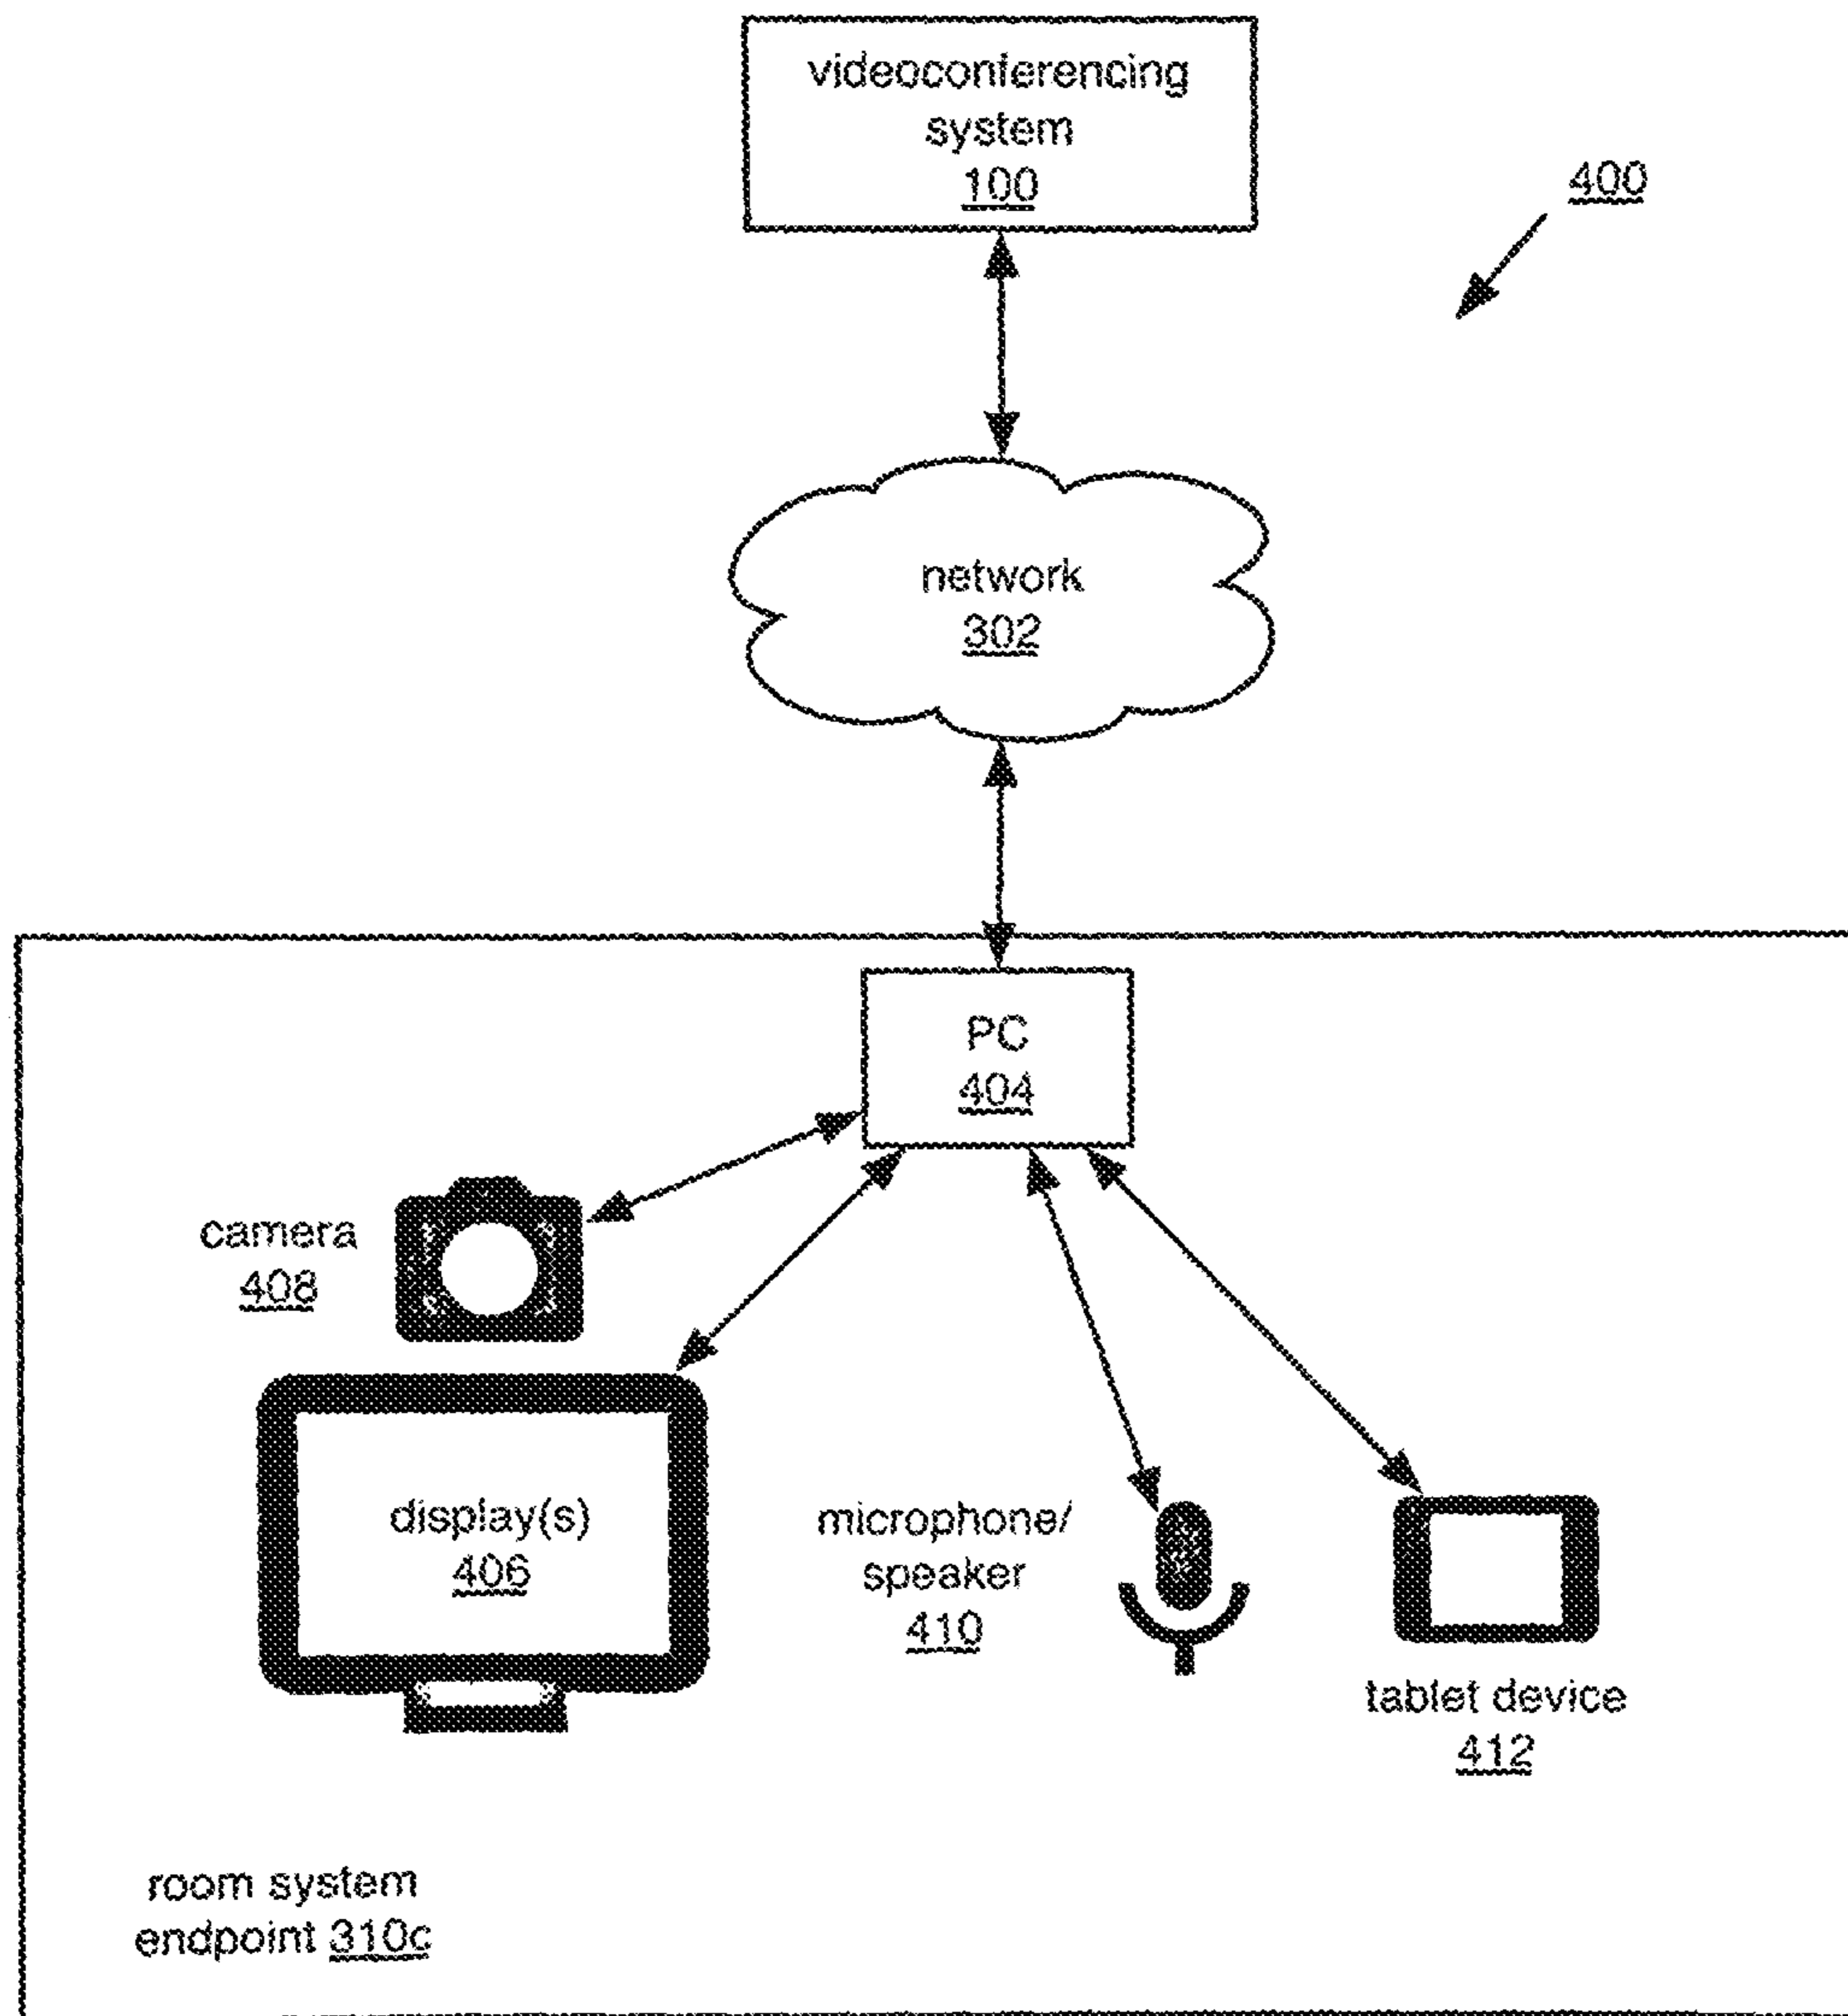 videoconferencing
system
100
400
network
302
PC
404
camera
408
display(s)
406
microphone/
speaker
410
tablet device
412
room system
endpoint 310c